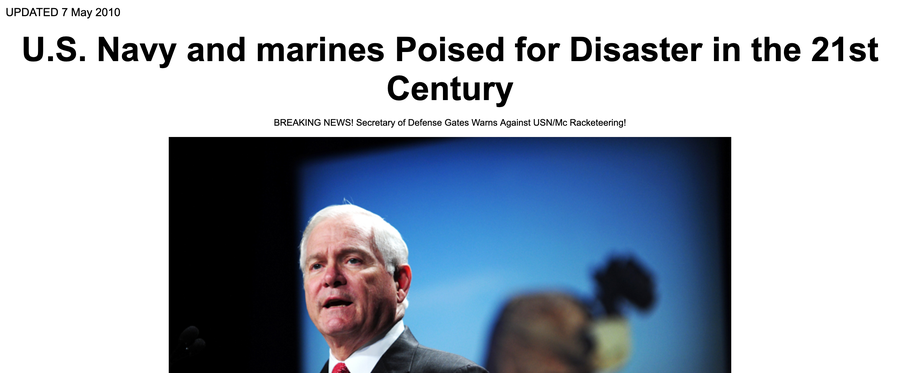 UPDATED 7 May 2010
U.S. Navy and marines Poised for Disaster in the 21st
Century
BREAKING NEWS! Secretary of Defense Gates Warns Against USN/Mc Racketeering!